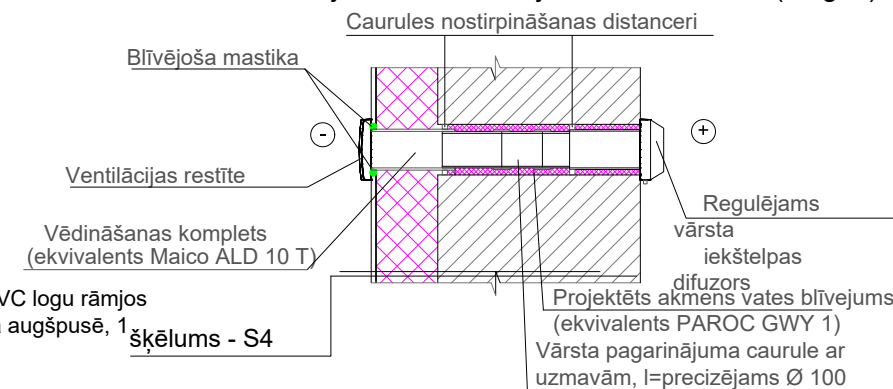 Caurules nostirpināšanas distanceri
Blīvējoša mastika
-
+
Ventilācijas restīte
Vēdināšanas komplets
(ekvivalents Maico ALD 10 T)
Regulējams
vārsta
iekštelpas
difuzors
VC logu rāmjos
augšpusē, 1
šķēlums - S4
Projektēts akmens vates blīvejums
(ekvivalents PAROC GWY 1)
Vārsta pagarinājuma caurule ar
uzmavām, l=precizējams Ø 100